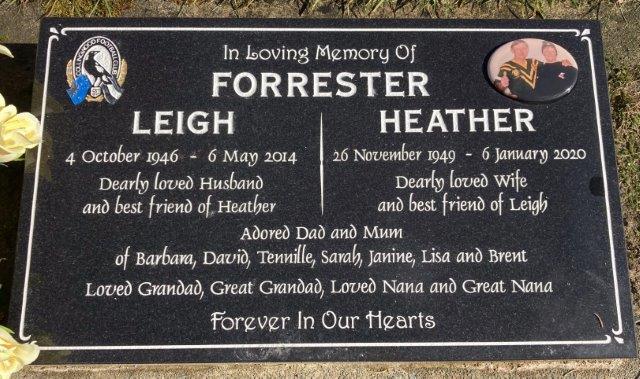 COLLINGWOOD FOOTBALL CLUB
In Loving Memory Of
FORRESTER
LEIGH
4 October 1946 - 6 May 2014
Dearly loved Husband
and best friend of Heather
HEATHER
26 November 1949 - 6 January 2020
Dearly loved Wife
and best friend of Leigh
Adored Dad and Mum
of Barbara, David, Tennille, Sarah, Janine, Lisa and Brent
Loved Grandad, Great Grandad, Loved Nana and Great Nana
Forever In Our Hearts